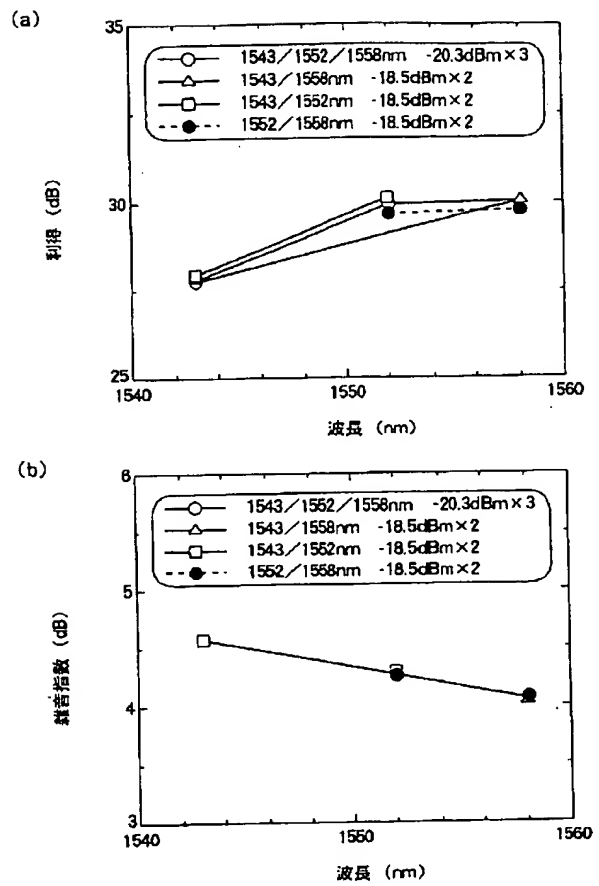 (a)
35
1543/1552/1558nm -20.3dBm×3
1543/1558nm -18.5dBm×2
1543/1552nm -18.5dBm×2
1552/1558nm -18.5dBm×2
30
利得 (dB)
25
1540
1550
1560
波長 (nm)
(b)
6
1543/1552/1558nm -20.3dBm×3
1543/1558nm -18.5dBm×2
1543/1552nm -18.5dBm×2
1552/1558nm -18.5dBm×2
5
雑音指数 (dB)
4
3
1540
1550
1560
波長 (nm)